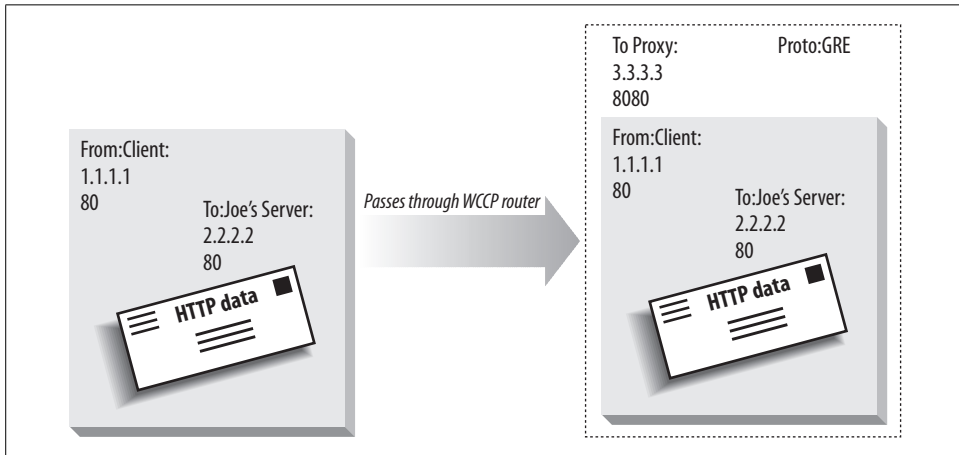 From:Client:
1.1.1.1
80
To:Joe's Server:
2.2.2.2
80
HTTP data
Passes through WCCP router
To Proxy:
3.3.3.3
8080
Proto:GRE
From:Client:
1.1.1.1
80
To:Joe's Server:
2.2.2.2
80
HTTP data